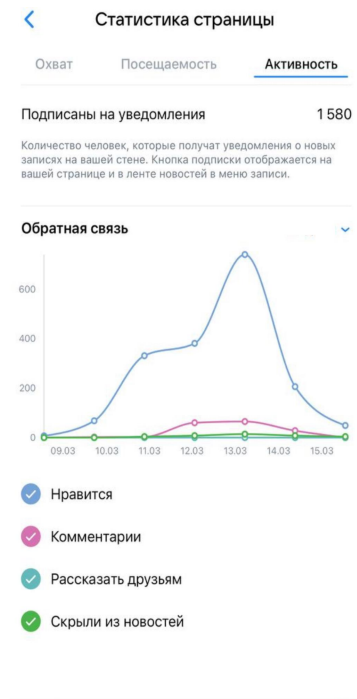 Статистика страницы
Охват Посещаемость Активность
Подписаны на уведомления 1 580
Количество человек, которые получат уведомления о новых
записях на вашей стене. Кнопка подписки отображается на
вашей странице и в ленте новостей в меню записи.
Обратная связь
600
400
200
0
09.03 10.03 11.03 12.03 13.03 14.03 15.03
Нравится
Комментарии
Рассказать друзьям
Скрыли из новостей